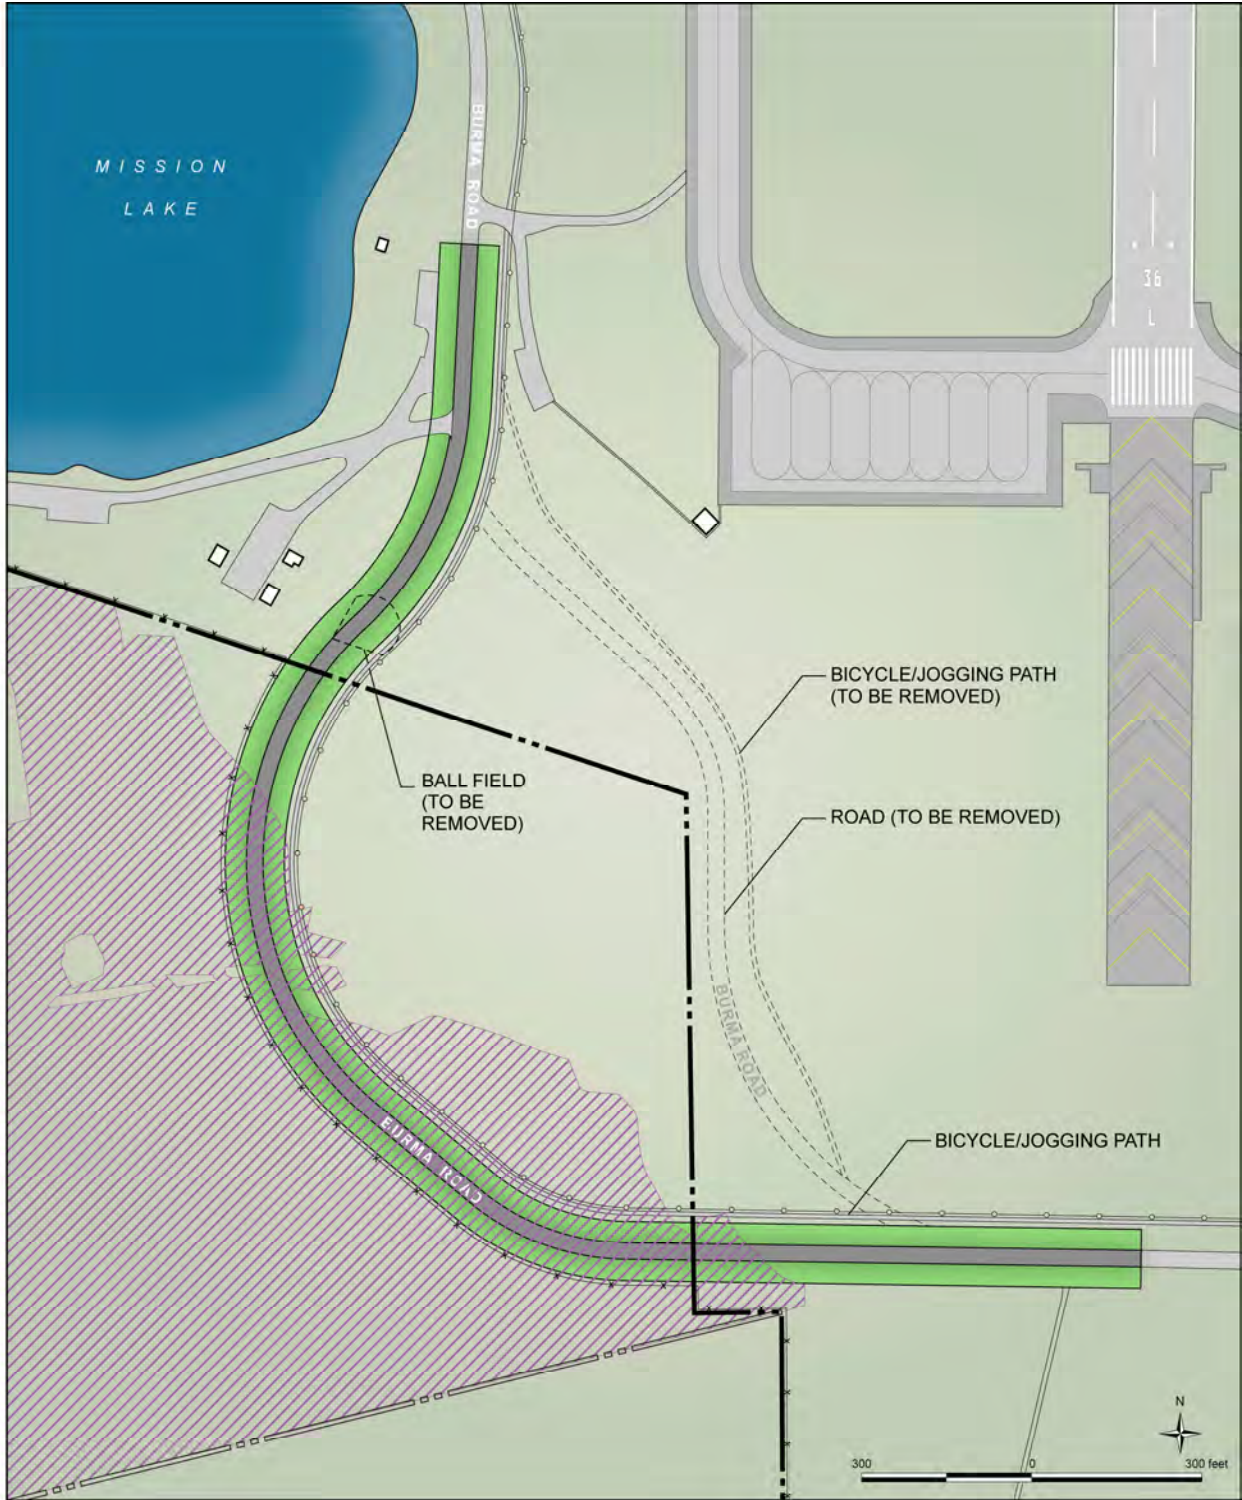 MISSION
LAKE
BURMA ROAD
36
L
BICYCLE/JOGGING PATH
(TO BE REMOVED)
BALL FIELD
(TO BE
REMOVED)
ROAD (TO BE REMOVED)
BURMA ROAD
BURMA ROAD
BICYCLE/JOGGING PATH
N
300
0
300 feet